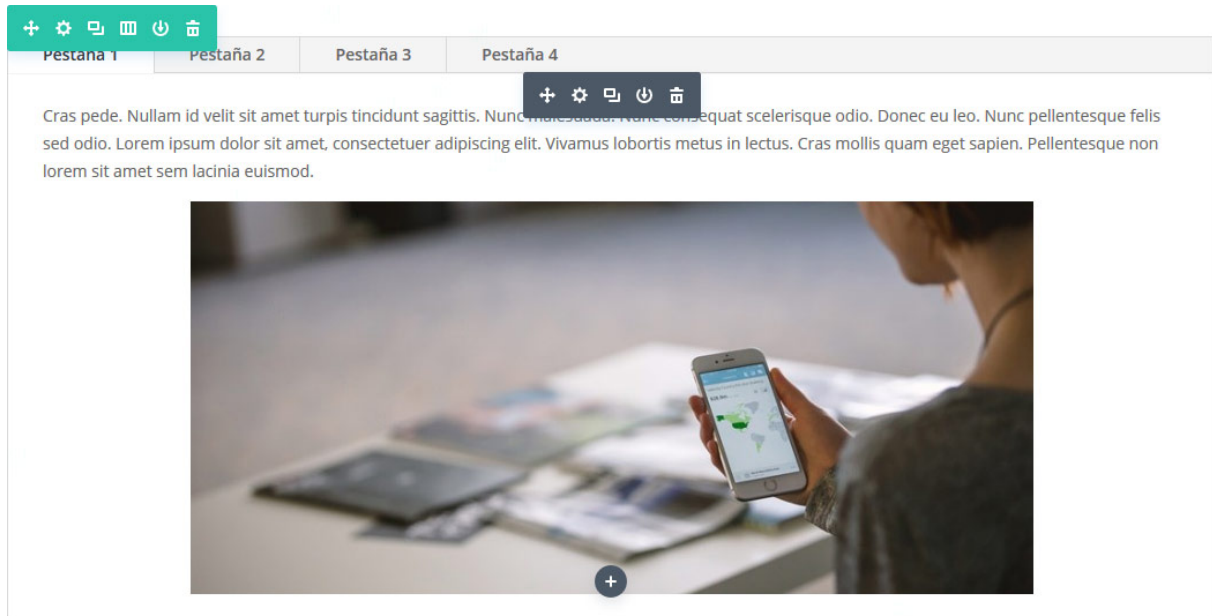 Pestaña 1 Pestaña 2 Pestaña 3 Pestaña 4
Cras pede. Nullam id velit sit amet turpis tincidunt sagittis. Nunc malesuada. Nunc consequat scelerisque odio. Donec eu leo. Nunc pellentesque felis
sed odio. Lorem ipsum dolor sit amet, consectetuer adipiscing elit. Vivamus lobortis metus in lectus. Cras mollis quam eget sapien. Pellentesque non
lorem sit amet sem lacinia euismod.